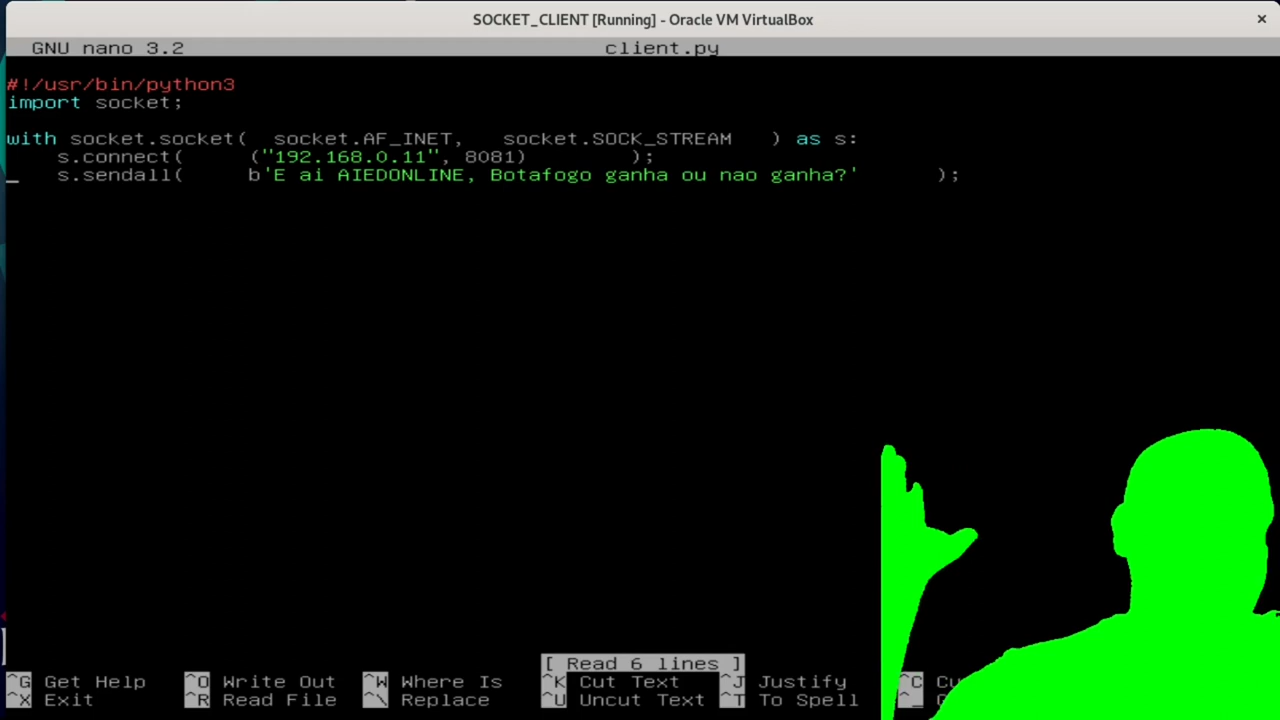 SOCKET_CLIENT [Running] - Oracle VM VirtualBox ×
GNU nano 3.2 client.py
#!/usr/bin/python3
import socket;
with socket.socket( socket.AF_INET, socket.SOCK_STREAM ) as s:
s.connect( ("192.168.0.11", 8081) );
s.sendall( b'E ai AIEDONLINE, Botafogo ganha ou nao ganha?' );
[ Read 6 lines ]
^G Get Help ^O Write Out ^W Where Is ^K Cut Text ^J Justify ^C
^X Exit ^R Read File ^\ Replace ^U Uncut Text ^T To Spell ^_